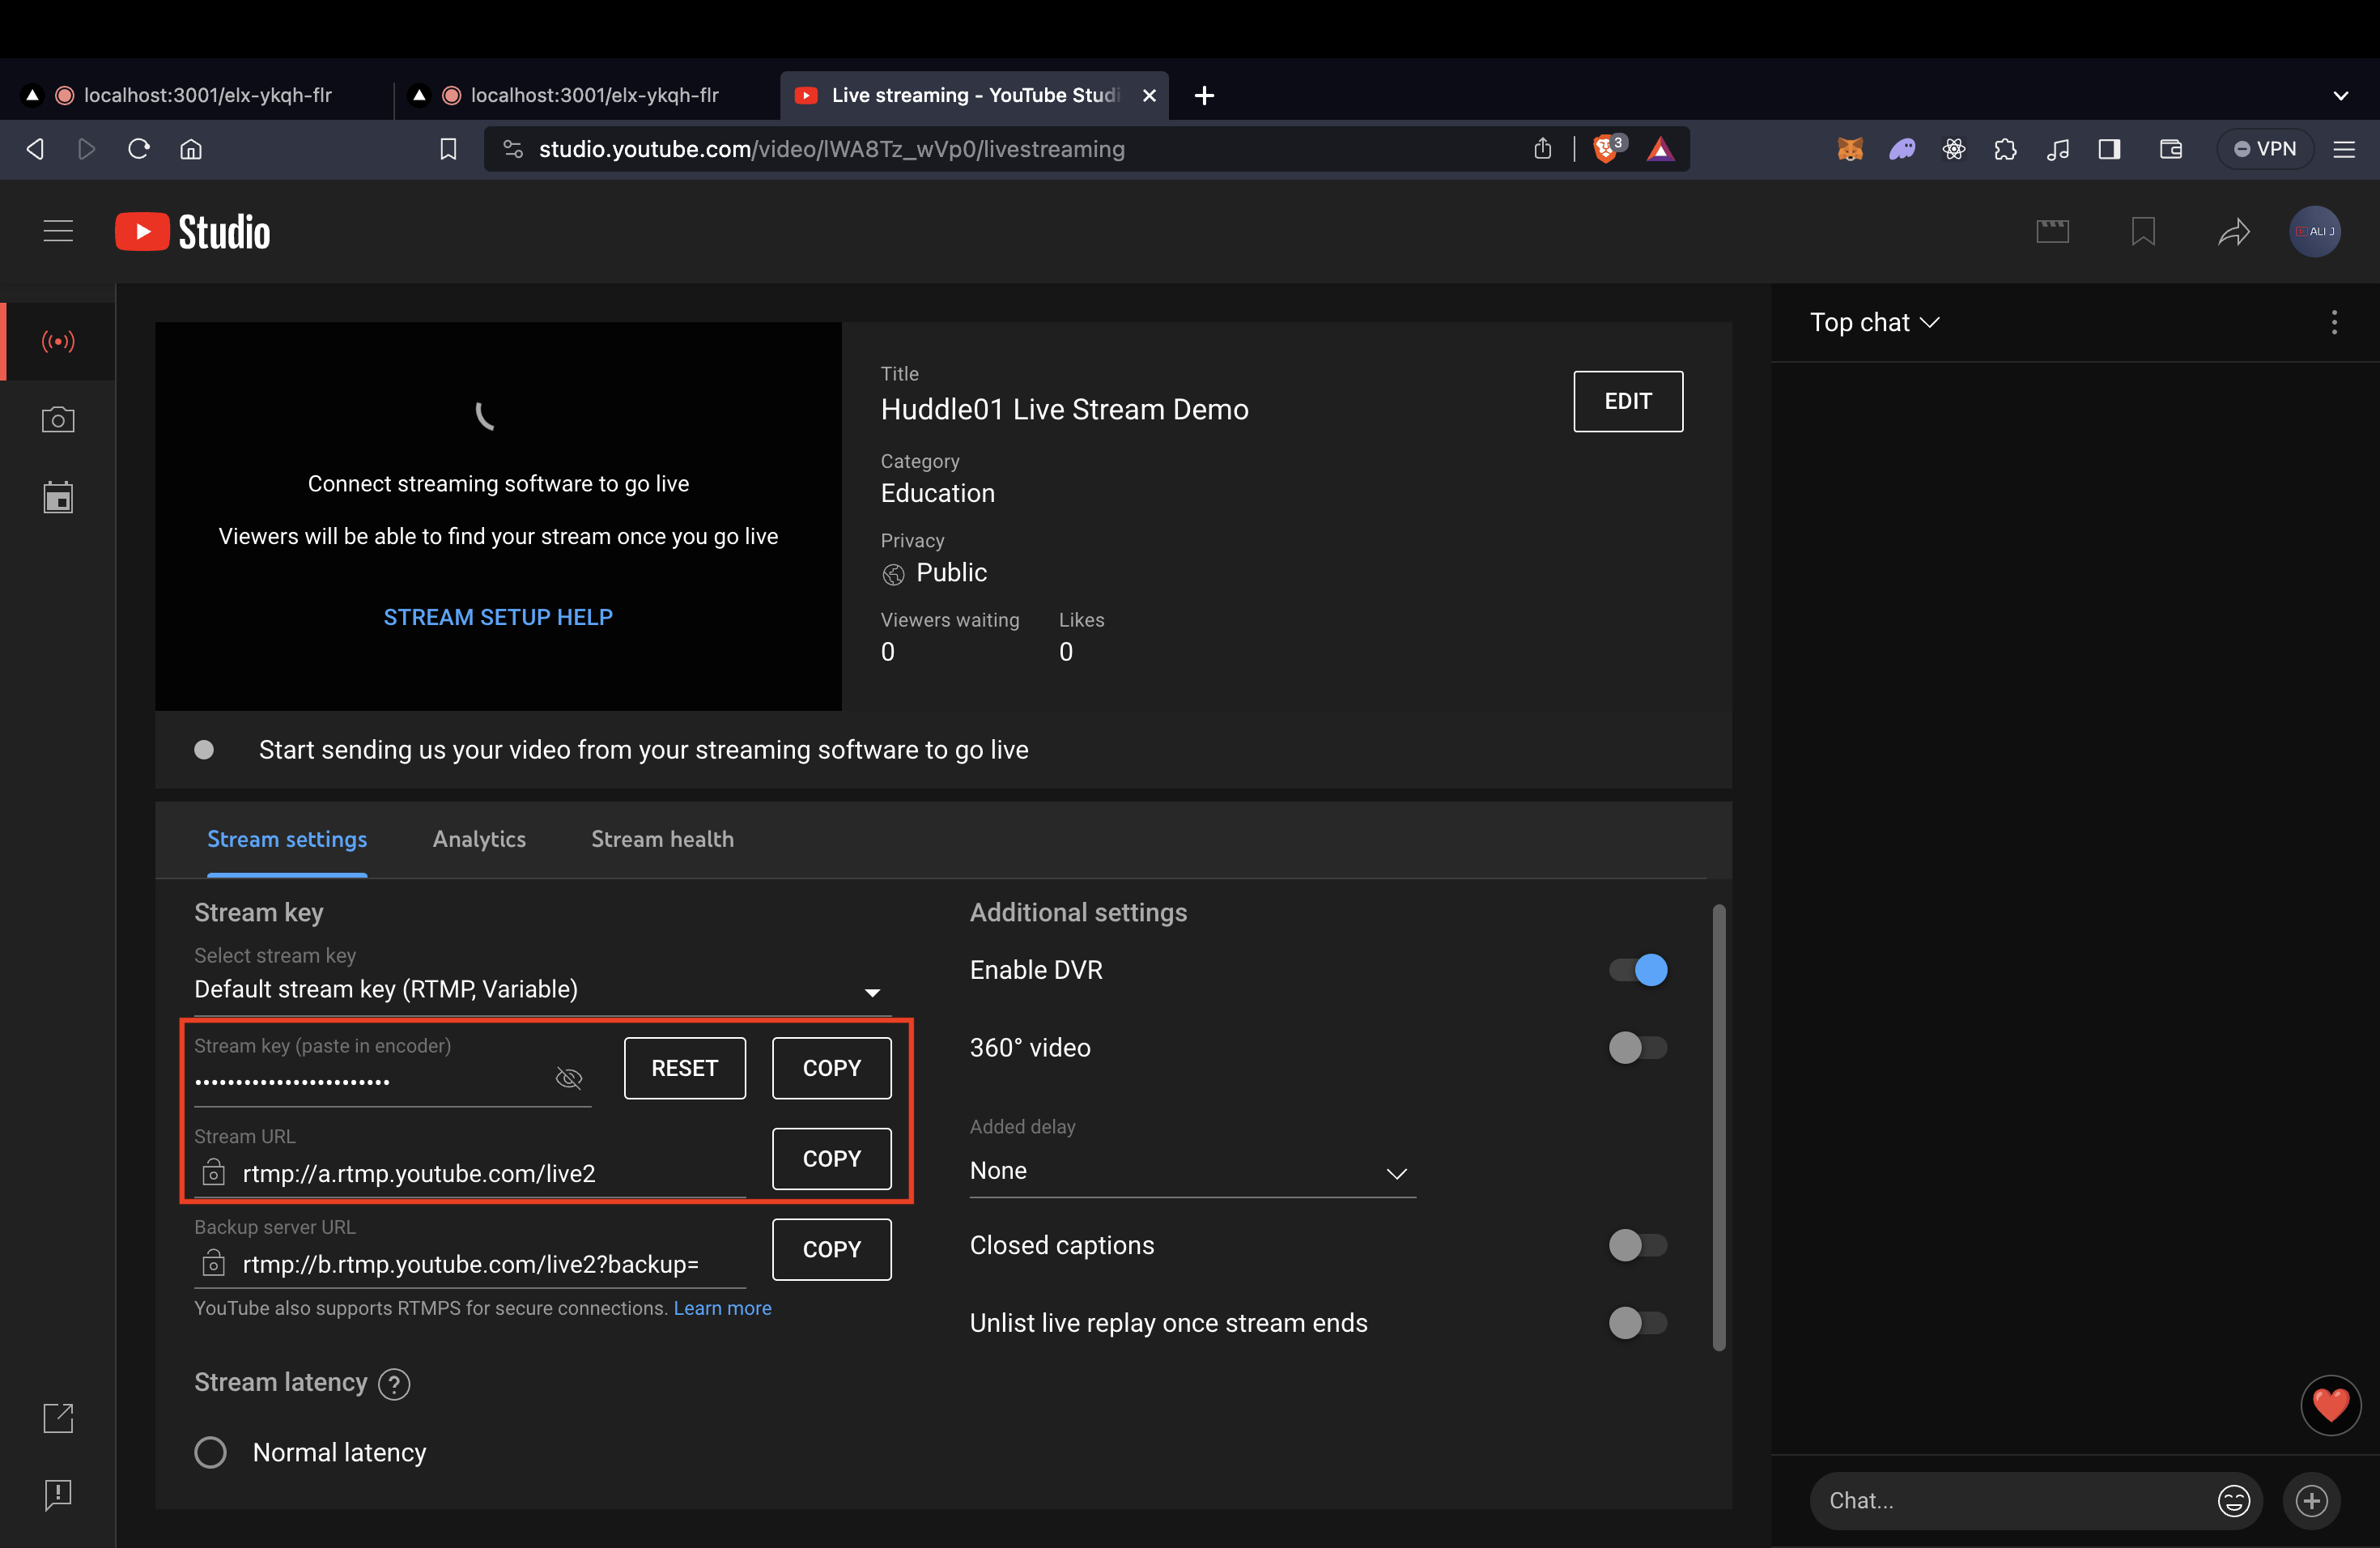 localhost:3001/elx-ykqh-flr
localhost:3001/elx-ykqh-flr
Live streaming - YouTube Studi
studio.youtube.com/video/lWA8Tz_wVp0/livestreaming
3
VPN
Studio
ALI J
Connect streaming software to go live
Viewers will be able to find your stream once you go live
STREAM SETUP HELP
Title
Huddle01 Live Stream Demo
EDIT
Category
Education
Privacy
Public
Viewers waiting
Likes
0
0
Top chat
Start sending us your video from your streaming software to go live
Stream settings
Analytics
Stream health
Stream key
Select stream key
Default stream key (RTMP, Variable)
Stream key (paste in encoder)
••••••••••••••••••••••••
RESET
COPY
Stream URL
rtmp://a.rtmp.youtube.com/live2
COPY
Backup server URL
rtmp://b.rtmp.youtube.com/live2?backup=
COPY
YouTube also supports RTMPS for secure connections. Learn more
Stream latency
?
Normal latency
Additional settings
Enable DVR
360° video
Added delay
None
Closed captions
Unlist live replay once stream ends
Chat...